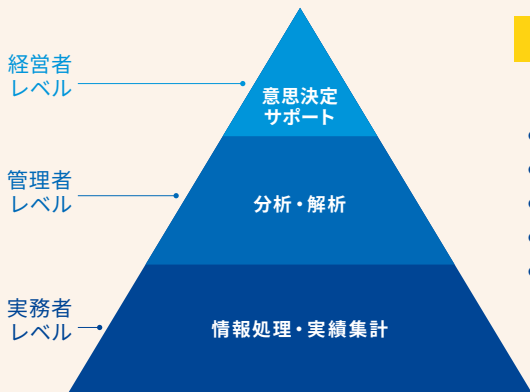 経営者
レベル
意思決定
サポート
管理者
レベル
分析・解析
実務者
レベル
情報処理・実績集計